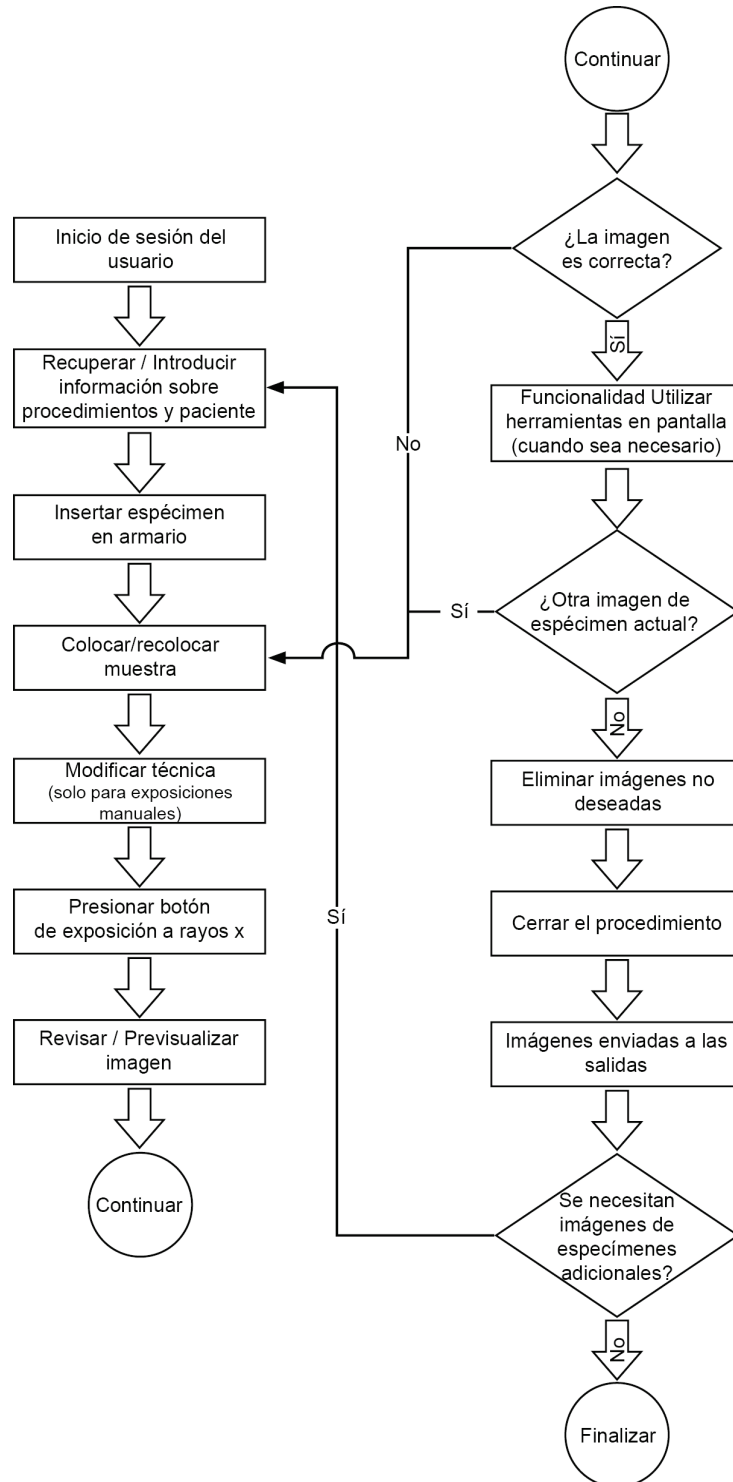 Inicio de sesión del
usuario
Recuperar / Introducir
información sobre
procedimientos y paciente
Insertar espécimen
en armario
Colocar/recolocar
muestra
Modificar técnica
(solo para exposiciones
manuales)
Presionar botón
de exposición a rayos x
Revisar / Previsualizar
imagen
Continuar
Continuar
¿La imagen
es correcta?
No
Sí
Funcionalidad Utilizar
herramientas en pantalla
(cuando sea necesario)
¿Otra imagen de
espécimen actual?
Sí
No
Eliminar imágenes no
deseadas
Cerrar el procedimiento
Imágenes enviadas a las
salidas
Se necesitan
imágenes de
especímenes
adicionales?
Sí
No
Finalizar